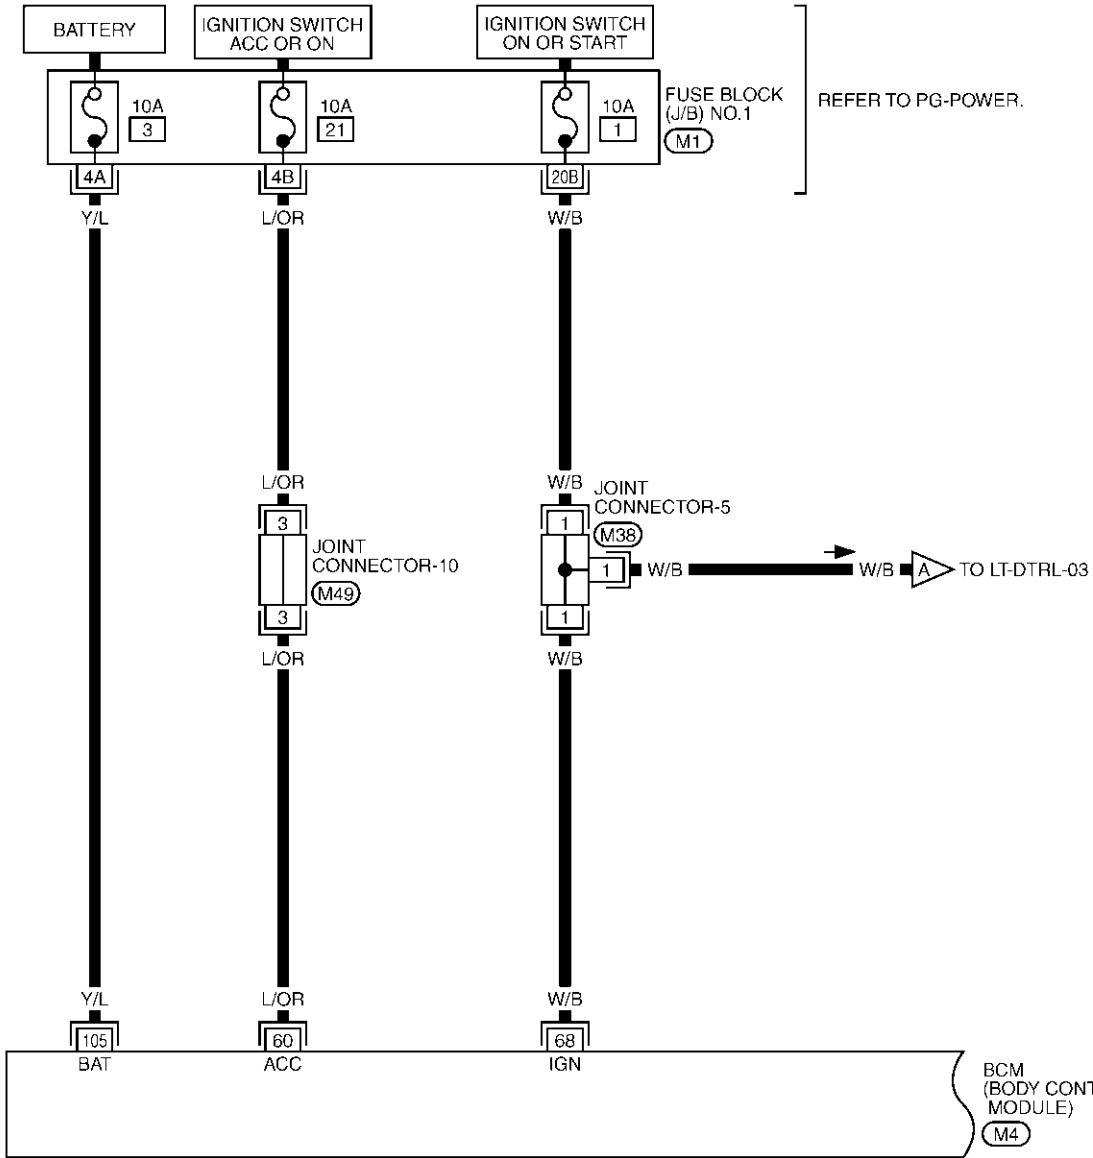 BATTERY
IGNITION SWITCH
ACC OR ON
IGNITION SWITCH
ON OR START
10A
3
10A
21
10A
1
FUSE BLOCK
(J/B) NO.1
M1
REFER TO PG-POWER.
4A
4B
20B
Y/L
L/OR
W/B
L/OR
W/B
3
1
JOINT
CONNECTOR-5
M38
JOINT
CONNECTOR-10
M49
1
W/B
W/B
A
TO LT-DTRL-03
3
1
L/OR
W/B
Y/L
L/OR
W/B
105
60
68
BAT
ACC
IGN
BCM
(BODY CONT
MODULE)
M4